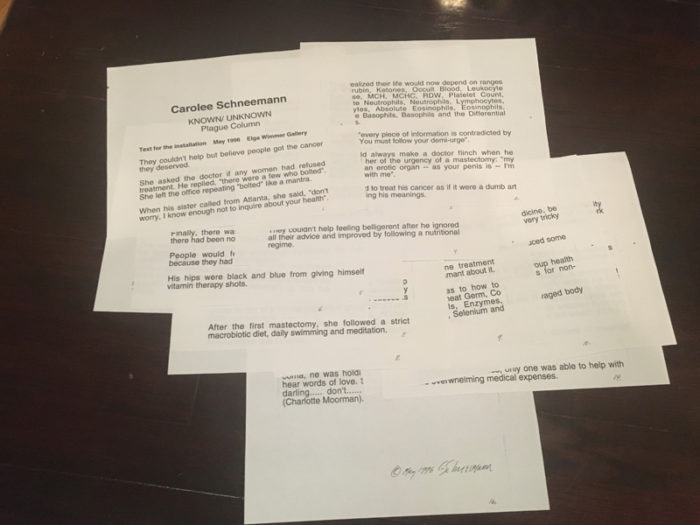 Carolee Schneemann
KNOWN/ UNKNOWN
Plague Column
Text for the installation May 1996 Elga Wimmer Gallery
They couldn't help but believe people got the cancer
they deserved.
She asked the doctor if any women had refused
treatment. He replied, "there were a few who bolted".
She left the office repeating "bolted" like a mantra.
When his sister called from Atlanta, she said, "don't
worry, I know enough not to inquire about your health".
ealized their life would now depend on ranges
rubin, Ketones, Occult Blood, Leukocyte
se, MCH, MCHC, RDW, Platelet Count,
te Neutrophils, Neutrophils, Lymphocytes,
ytes, Absolute Eosinophils, Eosinophils,
e Basophils, Basophils and the Differential
s.
"every piece of information is contradicted by
You must follow your demi-urge".
ld always make a doctor flinch when he
her of the urgency of a mastectomy: "my
an erotic organ -- as your penis is -- I'm
with me".
d to treat his cancer as if it were a dumb art
ing his meanings.
Finally, there wa
there had been no
People would
because they had
They couldn't help feeling belligerent after he ignored
all their advice and improved by following a nutritional
regime.
His hips were black and blue from giving himself
vitamin therapy shots.
After the first mastectomy, she followed a strict
macrobiotic diet, daily swimming and meditation.
dicine, be
very tricky
ity
rk
uced some
s
ne treatment
rmant about it.
oup health
s for non-
as to how to
eat Germ, Co
ls, Enzymes,
, Selenium and
raged body
coma, he was holdi
hear words of love. t
darling..... don't......
(Charlotte Moorman).
only one was able to help with
overwhelming medical expenses.
© May 1996 Schneemann